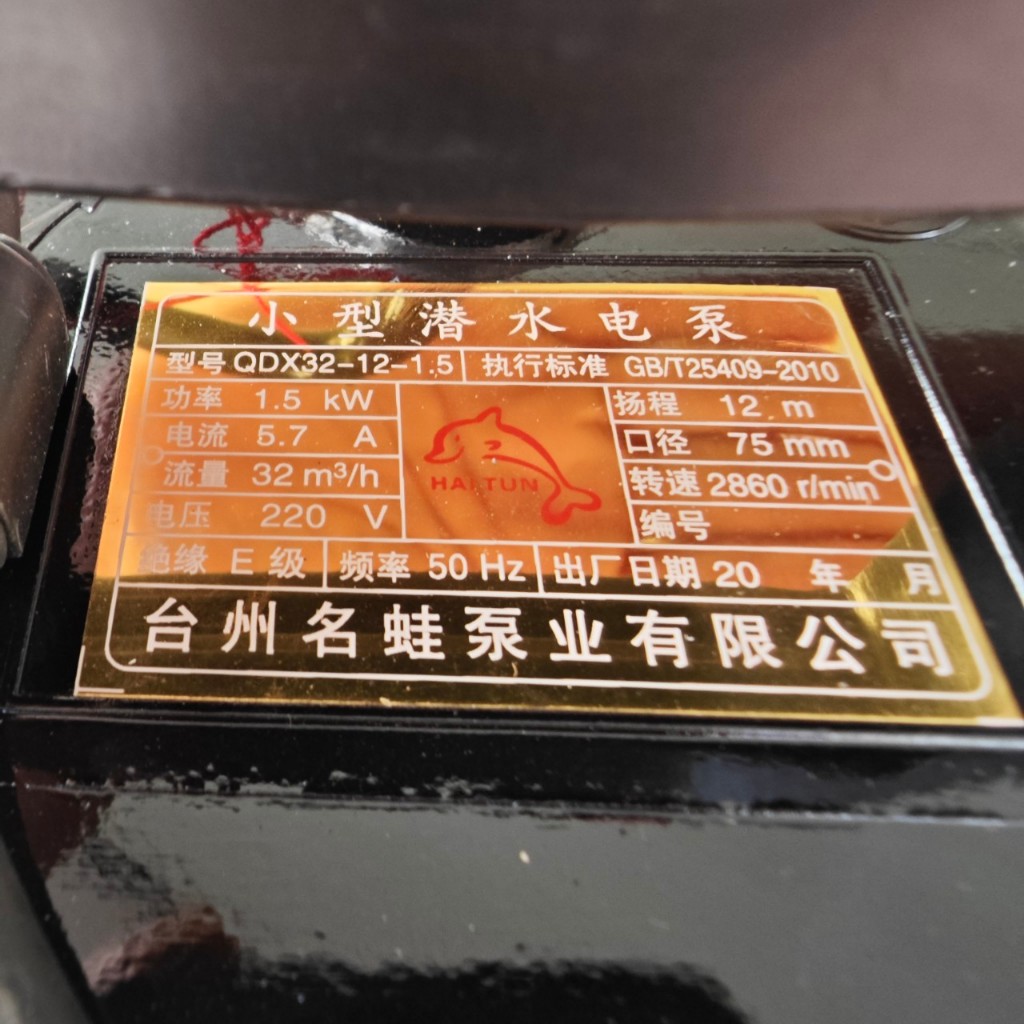 小型潜水电泵
型号 QDX32-12-1.5 执行标准 GB/T25409-2010
功率 1.5 kW
电流 5.7 A
流量 32 m³/h
电压 220 V
HAITUN
扬程 12 m
口径 75 mm
转速 2860 r/min
编号
绝缘 E 级 频率 50 Hz 出厂日期 20 年 月
台州名蛙泵业有限公司